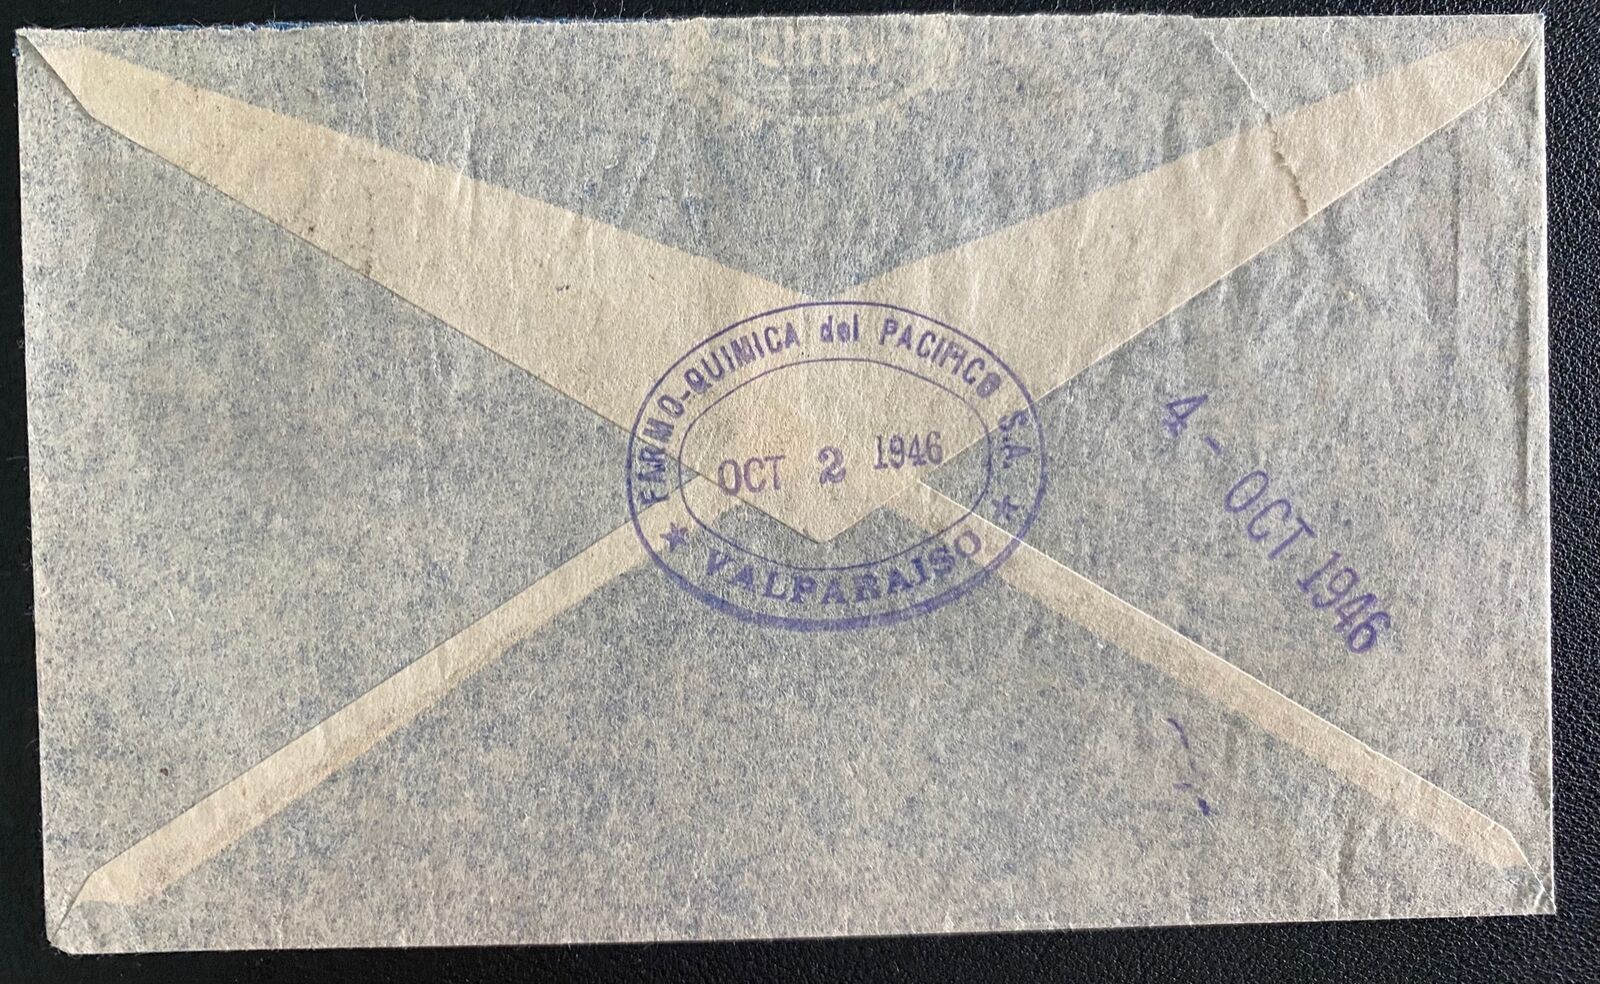 FARMO-QUIMICA del PACIFICO S.A.
OCT 2 1946
★ VALPARAISO ★
4 - OCT 1946